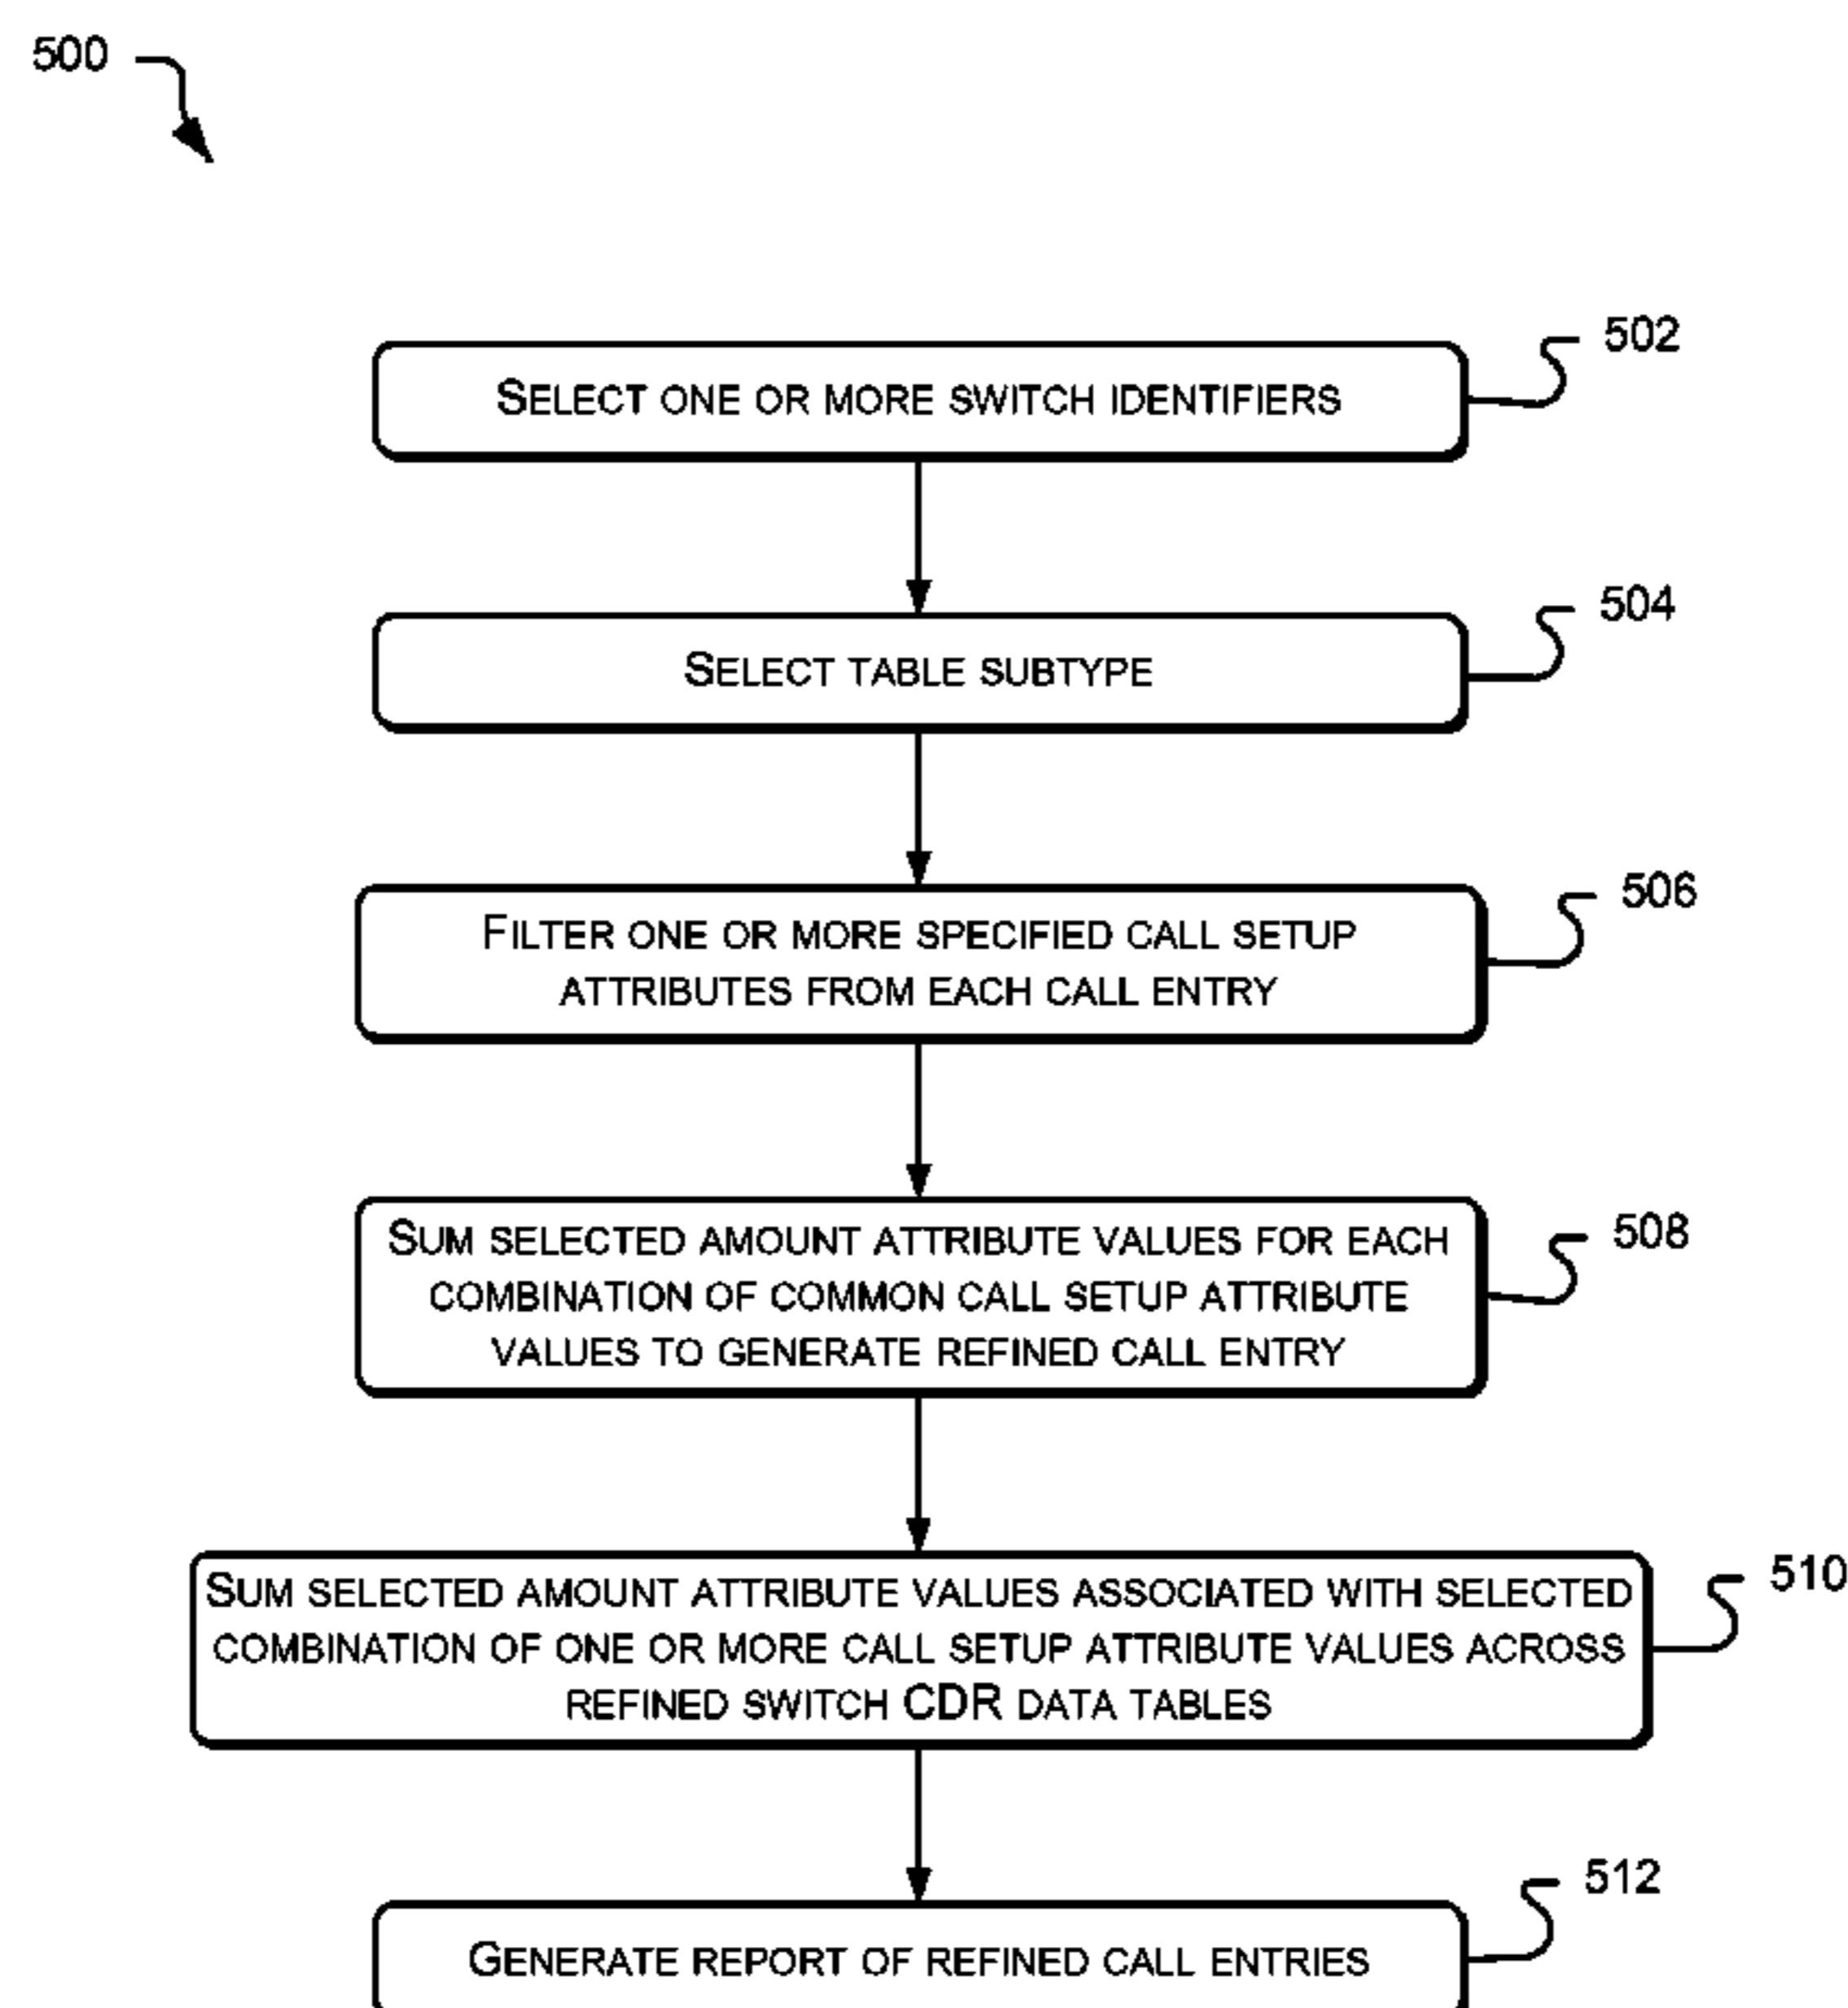 500
502
SELECT ONE OR MORE SWITCH IDENTIFIERS
504
SELECT TABLE SUBTYPE
506
FILTER ONE OR MORE SPECIFIED CALL SETUP
ATTRIBUTES FROM EACH CALL ENTRY
508
SUM SELECTED AMOUNT ATTRIBUTE VALUES FOR EACH
COMBINATION OF COMMON CALL SETUP ATTRIBUTE
VALUES TO GENERATE REFINED CALL ENTRY
510
SUM SELECTED AMOUNT ATTRIBUTE VALUES ASSOCIATED WITH SELECTED
COMBINATION OF ONE OR MORE CALL SETUP ATTRIBUTE VALUES ACROSS
REFINED SWITCH CDR DATA TABLES
512
GENERATE REPORT OF REFINED CALL ENTRIES